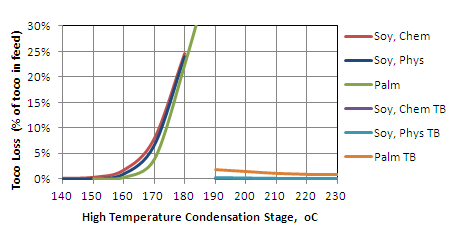 Toco Loss (% of toco in feed)
30%
25%
20%
15%
10%
5%
0%
140 150 160 170 180 190 200 210 220 230
High Temperature Condensation Stage, oC
Soy, Chem
Soy, Phys
Palm
Soy, Chem TB
Soy, Phys TB
Palm TB